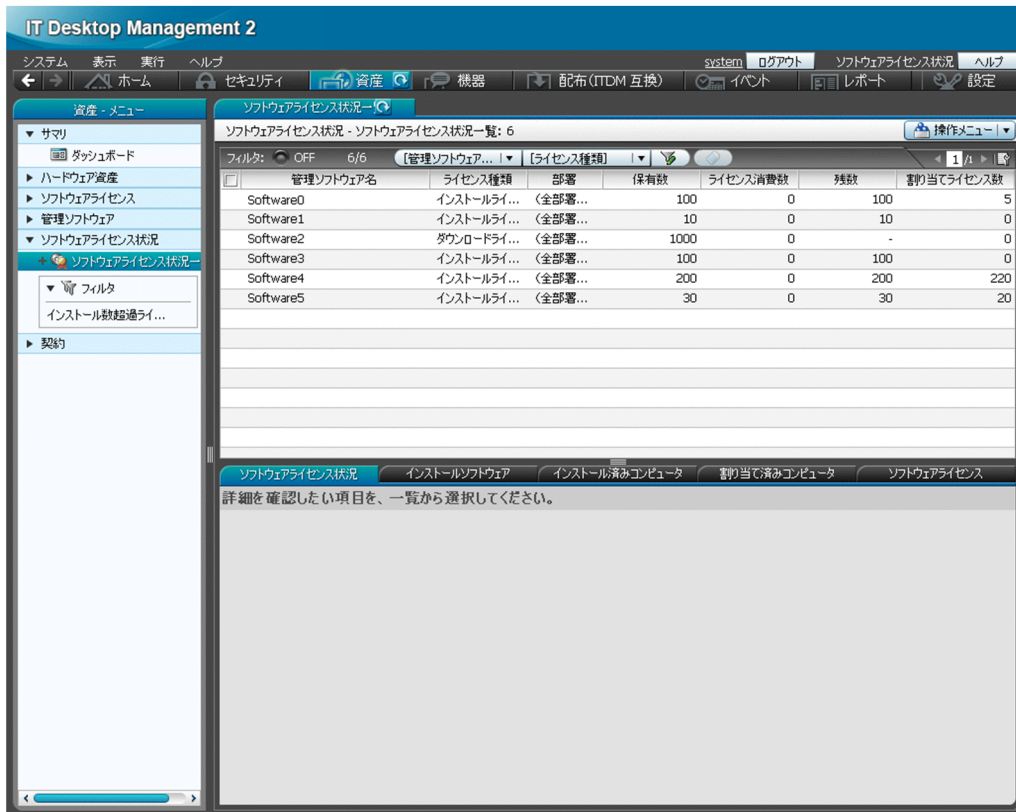 IT Desktop Management 2
システム 表示 実行 ヘルプ system ログアウト ソフトウェアライセンス状況 ヘルプ
ホーム セキュリティ 資産 機器 配布(ITDM 互換) イベント レポート 設定
資産 - メニュー
ソフトウェアライセンス状況一
サマリ
ダッシュボード
ハードウェア資産
ソフトウェアライセンス
管理ソフトウェア
ソフトウェアライセンス状況
ソフトウェアライセンス状況一
フィルタ
インストール数超過ライ...
契約
ソフトウェアライセンス状況 - ソフトウェアライセンス状況一覧: 6
操作メニュー
フィルタ: OFF 6/6 [管理ソフトウェア... [ライセンス種類] 1 /1
管理ソフトウェア名 ライセンス種類 部署 保有数 ライセンス消費数 残数 割り当てライセンス数
Software0 インストールライ... (全部署... 100 0 100 5
Software1 インストールライ... (全部署... 10 0 10 0
Software2 ダウンロードライ... (全部署... 1000 0 - 0
Software3 インストールライ... (全部署... 100 0 100 0
Software4 インストールライ... (全部署... 200 0 200 220
Software5 インストールライ... (全部署... 30 0 30 20
ソフトウェアライセンス状況 インストールソフトウェア インストール済みコンピュータ 割り当て済みコンピュータ ソフトウェアライセンス
詳細を確認したい項目を、一覧から選択してください。